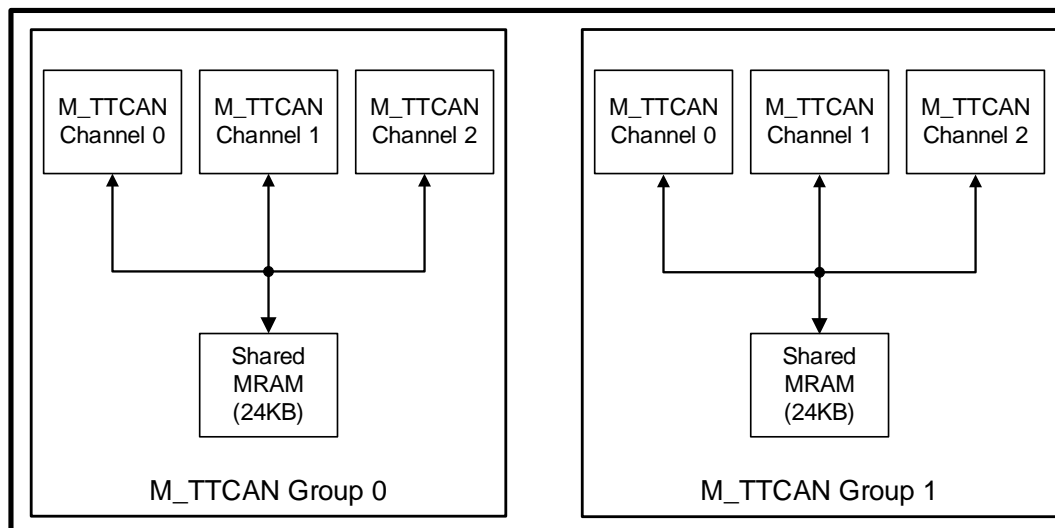 M_TTCAN
Channel 0
M_TTCAN
Channel 1
M_TTCAN
Channel 2
Shared
MRAM
(24KB)
M_TTCAN Group 0
M_TTCAN
Channel 0
M_TTCAN
Channel 1
M_TTCAN
Channel 2
Shared
MRAM
(24KB)
M_TTCAN Group 1